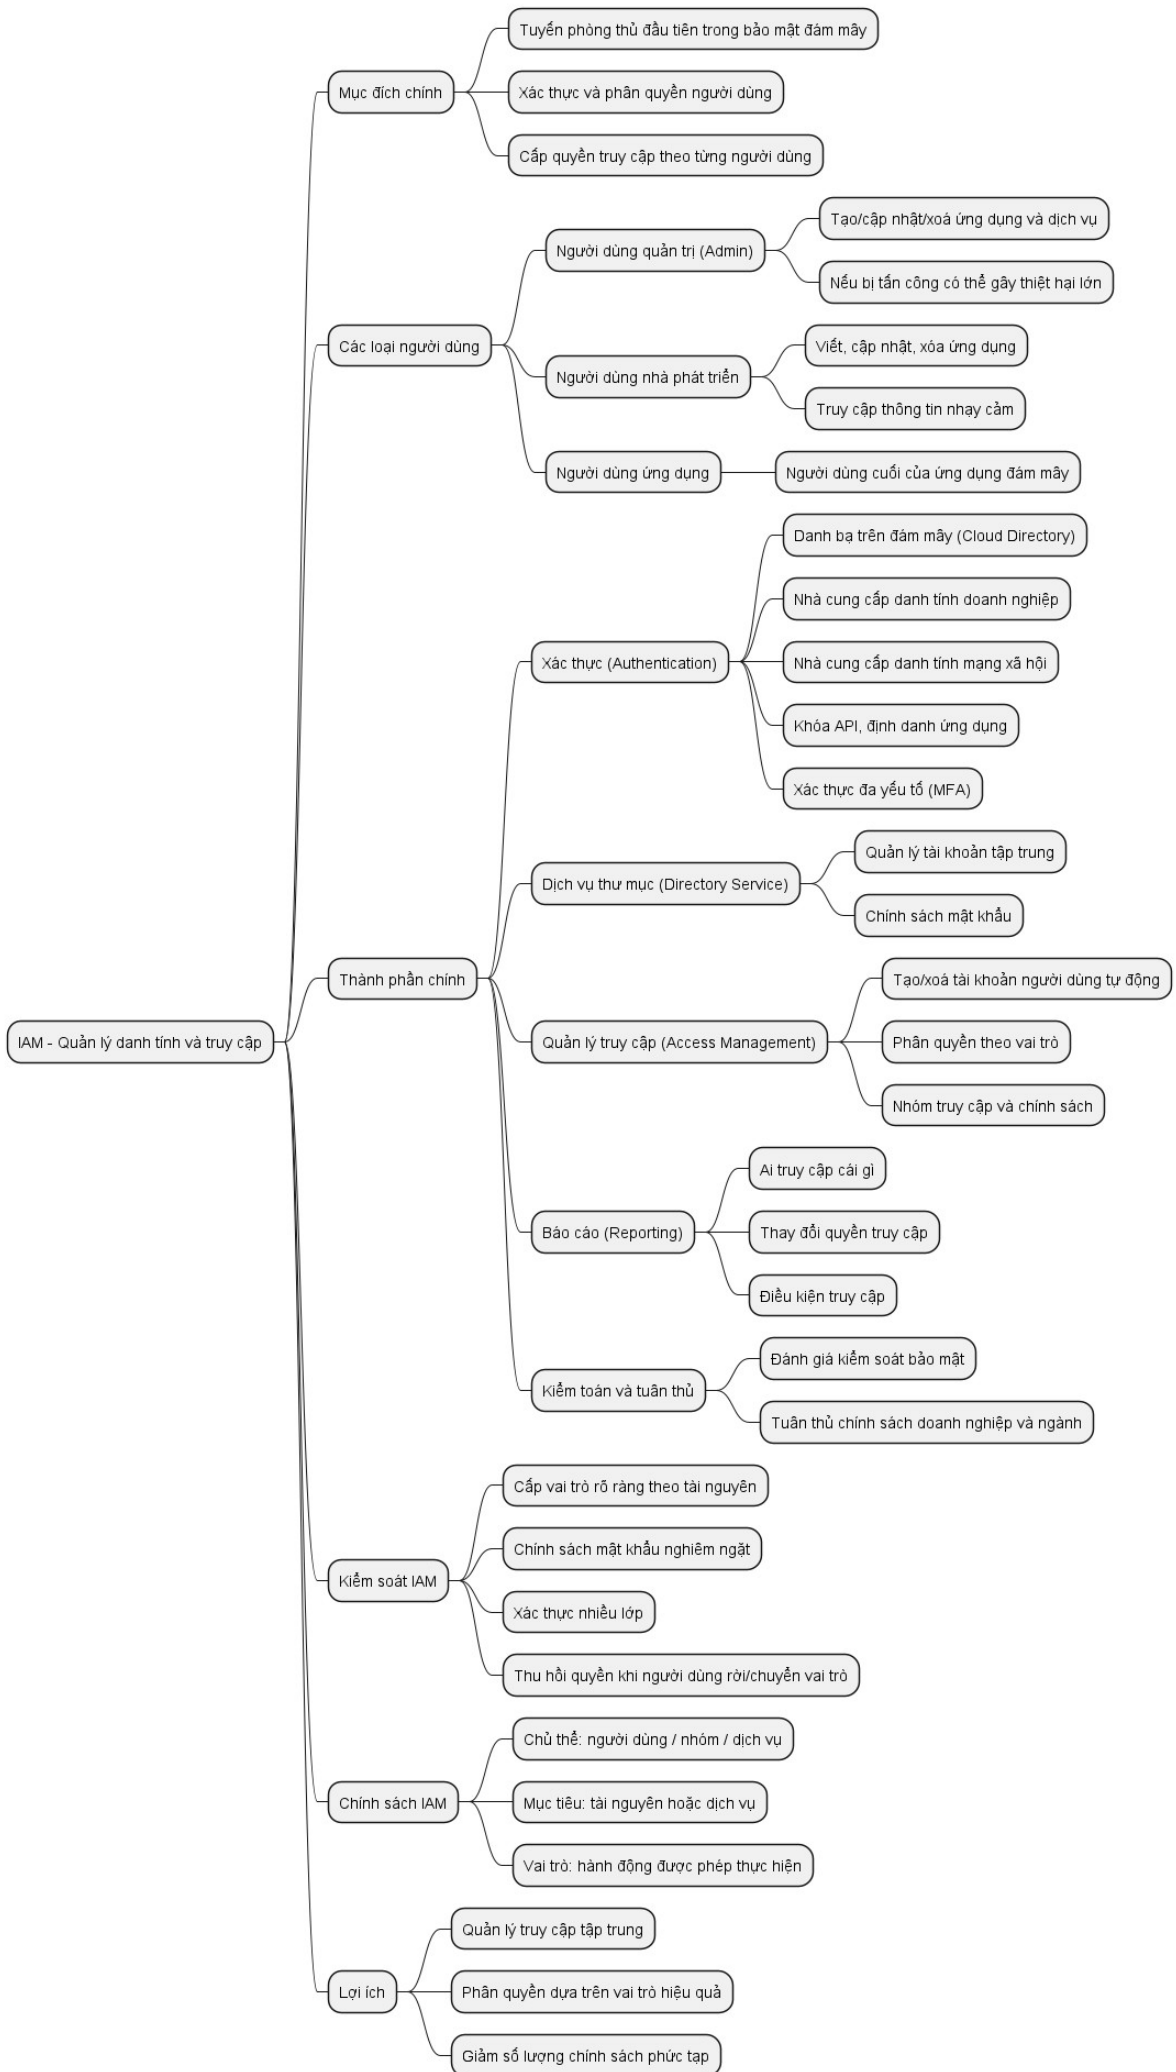 IAM - Quản lý danh tính và truy cập
Mục đích chính
Tuyến phòng thủ đầu tiên trong bảo mật đám mây
Xác thực và phân quyền người dùng
Cấp quyền truy cập theo từng người dùng
Các loại người dùng
Người dùng quản trị (Admin)
Tạo/cập nhật/xoá ứng dụng và dịch vụ
Nếu bị tấn công có thể gây thiệt hại lớn
Người dùng nhà phát triển
Viết, cập nhật, xóa ứng dụng
Truy cập thông tin nhạy cảm
Người dùng ứng dụng
Người dùng cuối của ứng dụng đám mây
Thành phần chính
Xác thực (Authentication)
Danh bạ trên đám mây (Cloud Directory)
Nhà cung cấp danh tính doanh nghiệp
Nhà cung cấp danh tính mạng xã hội
Khóa API, định danh ứng dụng
Xác thực đa yếu tố (MFA)
Dịch vụ thư mục (Directory Service)
Quản lý tài khoản tập trung
Chính sách mật khẩu
Quản lý truy cập (Access Management)
Tạo/xoá tài khoản người dùng tự động
Phân quyền theo vai trò
Nhóm truy cập và chính sách
Báo cáo (Reporting)
Ai truy cập cái gì
Thay đổi quyền truy cập
Điều kiện truy cập
Kiểm toán và tuân thủ
Đánh giá kiểm soát bảo mật
Tuân thủ chính sách doanh nghiệp và ngành
Kiểm soát IAM
Cấp vai trò rõ ràng theo tài nguyên
Chính sách mật khẩu nghiêm ngặt
Xác thực nhiều lớp
Thu hồi quyền khi người dùng rời/chuyển vai trò
Chính sách IAM
Chủ thể: người dùng / nhóm / dịch vụ
Mục tiêu: tài nguyên hoặc dịch vụ
Vai trò: hành động được phép thực hiện
Lợi ích
Quản lý truy cập tập trung
Phân quyền dựa trên vai trò hiệu quả
Giảm số lượng chính sách phức tạp